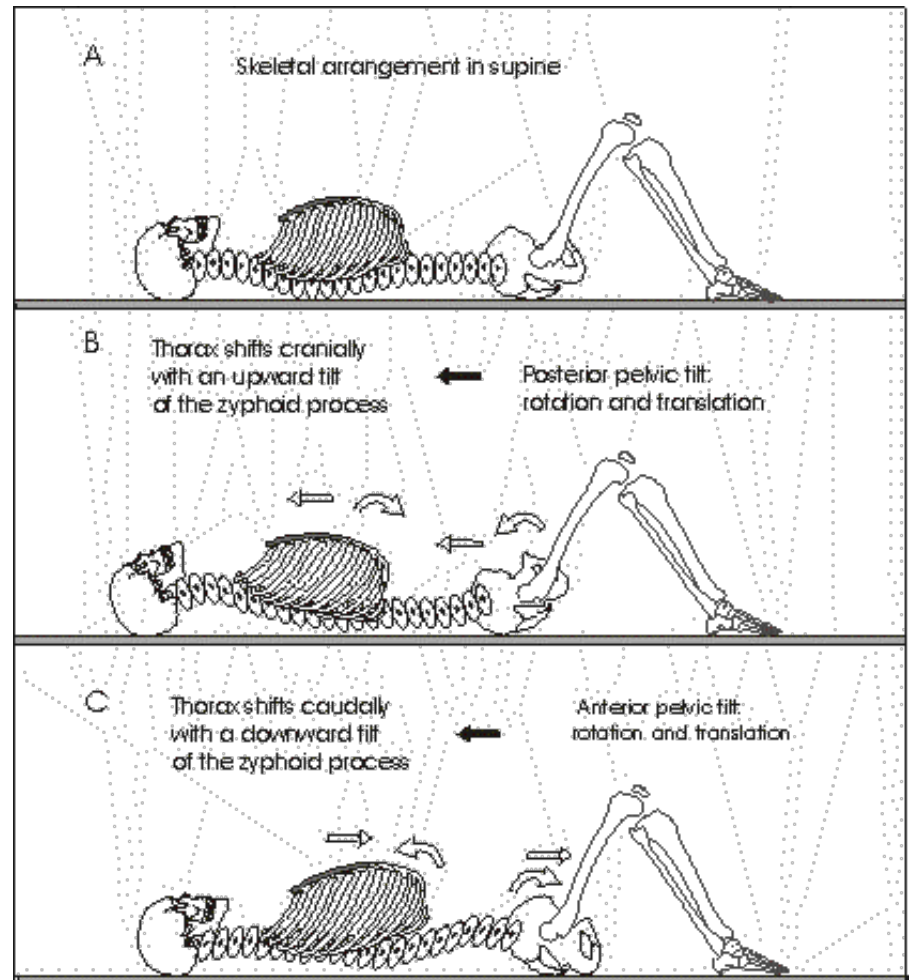 A
Skeletal arrangement in supine
B
Thorax shifts cranially
with an upward tilt
of the zyphoid process
Posterior pelvic tilt:
rotation and translation
C
Thorax shifts caudally
with a downward tilt
of the zyphoid process
Anterior pelvic tilt:
rotation and translation